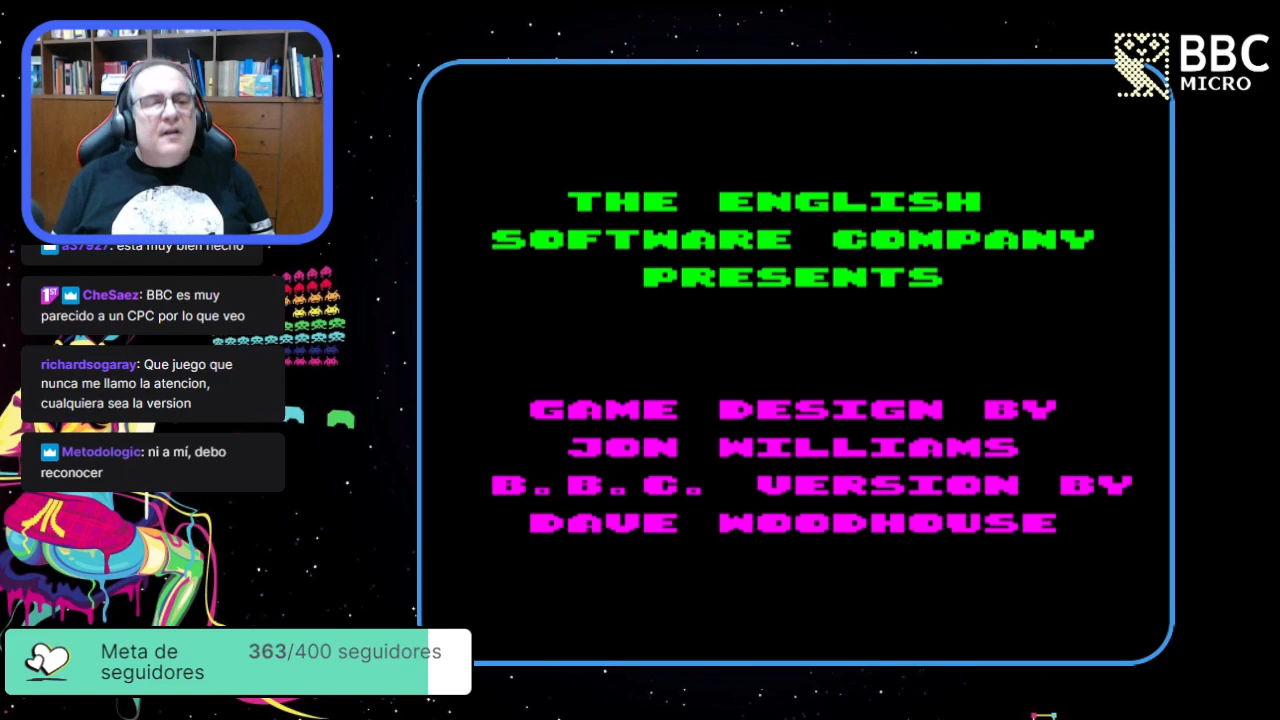 BBC
MICRO
THE ENGLISH
SOFTWARE COMPANY
PRESENTS
GAME DESIGN BY
JON WILLIAMS
B.B.C. VERSION BY
DAVE WOODHOUSE
a37927: esta muy bien hecho
1ST CheSaez: BBC es muy
parecido a un CPC por lo que veo
richardsogaray: Que juego que
nunca me llamo la atencion,
cualquiera sea la version
Metodologic: ni a mí, debo
reconocer
Meta de
seguidores
363/400 seguidores